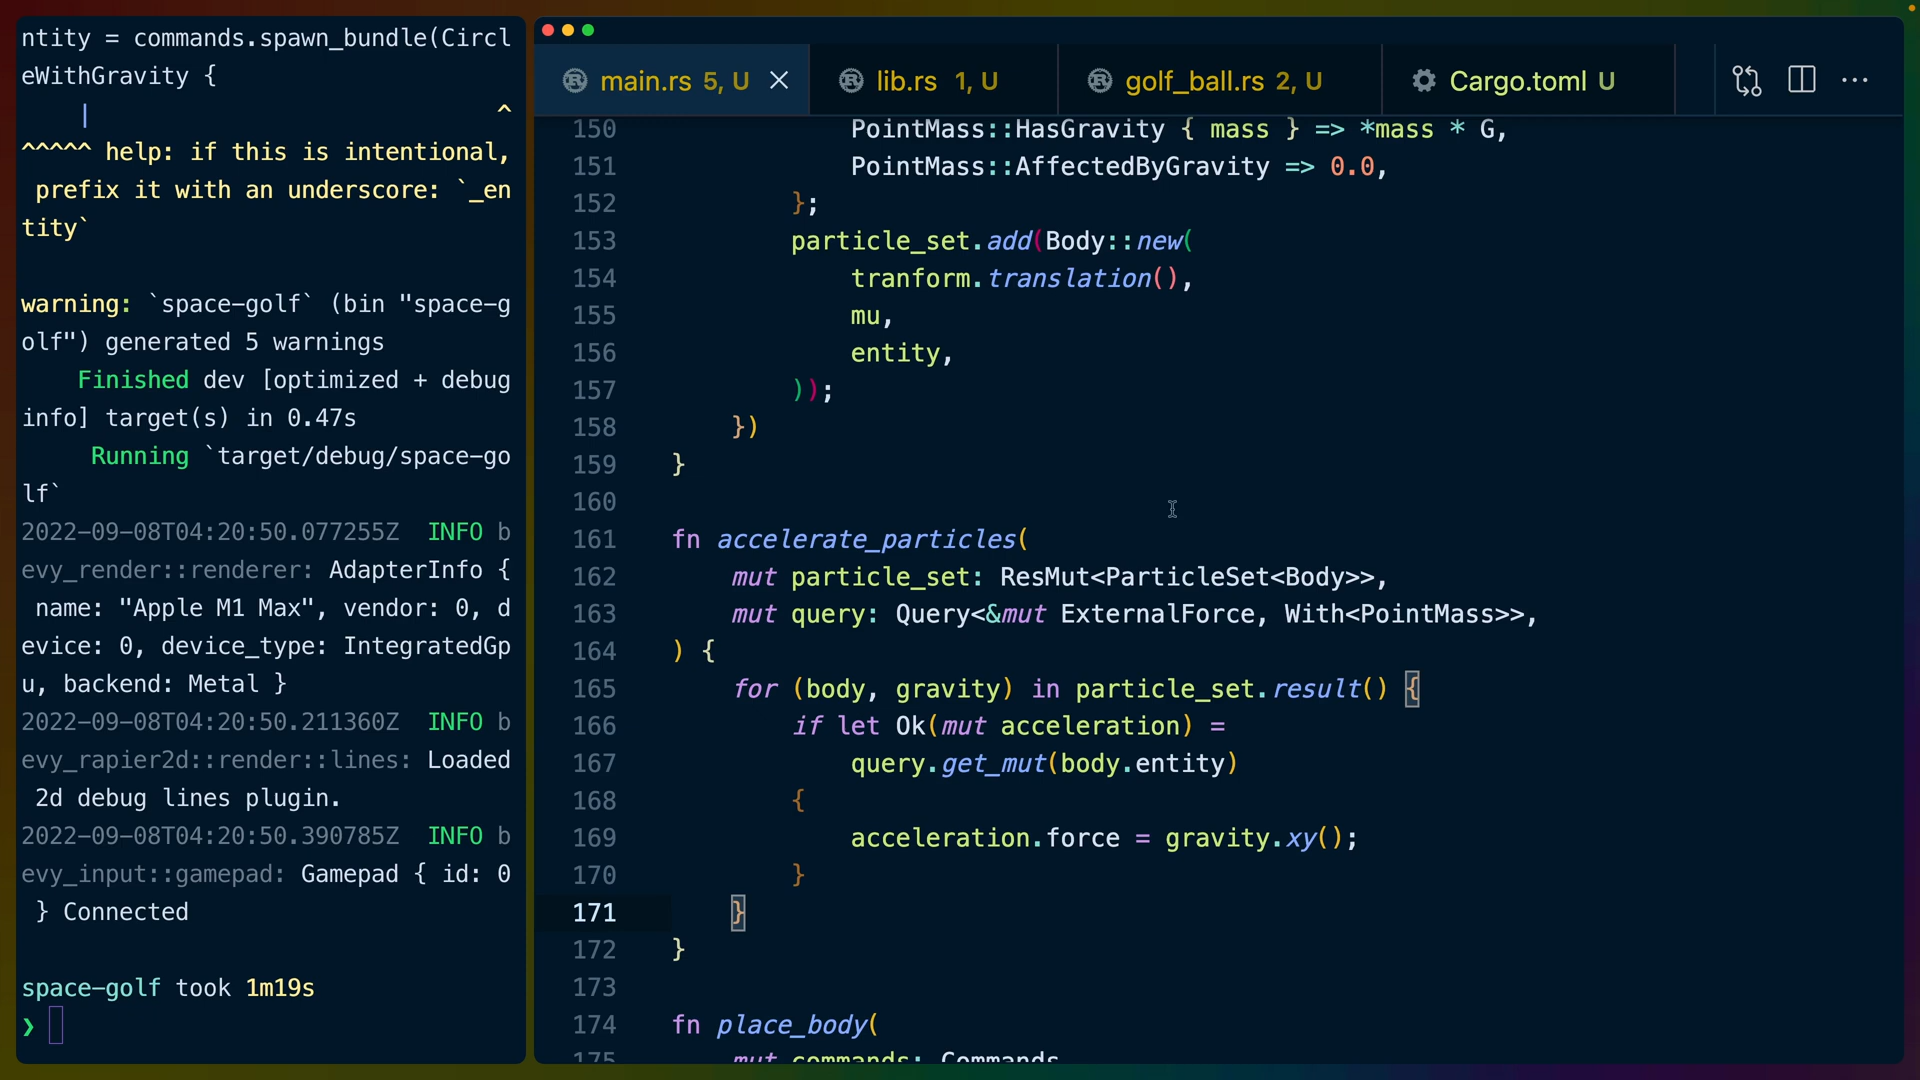 ntity = commands.spawn_bundle(Circl
eWithGravity {
    |                              ^
^^^^^ help: if this is intentional,
 prefix it with an underscore: `_en
tity`
warning: `space-golf` (bin "space-g
olf") generated 5 warnings
    Finished dev [optimized + debug
info] target(s) in 0.47s
     Running `target/debug/space-go
lf`
2022-09-08T04:20:50.077255Z  INFO b
evy_render::renderer: AdapterInfo {
 name: "Apple M1 Max", vendor: 0, d
evice: 0, device_type: IntegratedGp
u, backend: Metal }
2022-09-08T04:20:50.211360Z  INFO b
evy_rapier2d::render::lines: Loaded
 2d debug lines plugin.
2022-09-08T04:20:50.390785Z  INFO b
evy_input::gamepad: Gamepad { id: 0
 } Connected
space-golf took 1m19s
❯
main.rs 5, U
lib.rs 1, U
golf_ball.rs 2, U
Cargo.toml U
150             PointMass::HasGravity { mass } => *mass * G,
151             PointMass::AffectedByGravity => 0.0,
152         };
153         particle_set.add(Body::new(
154             tranform.translation(),
155             mu,
156             entity,
157         ));
158     })
159 }
160
161 fn accelerate_particles(
162     mut particle_set: ResMut<ParticleSet<Body>>,
163     mut query: Query<&mut ExternalForce, With<PointMass>>,
164 ) {
165     for (body, gravity) in particle_set.result() {
166         if let Ok(mut acceleration) =
167             query.get_mut(body.entity)
168         {
169             acceleration.force = gravity.xy();
170         }
171     }
172 }
173
174 fn place_body(
175     mut commands: Commands